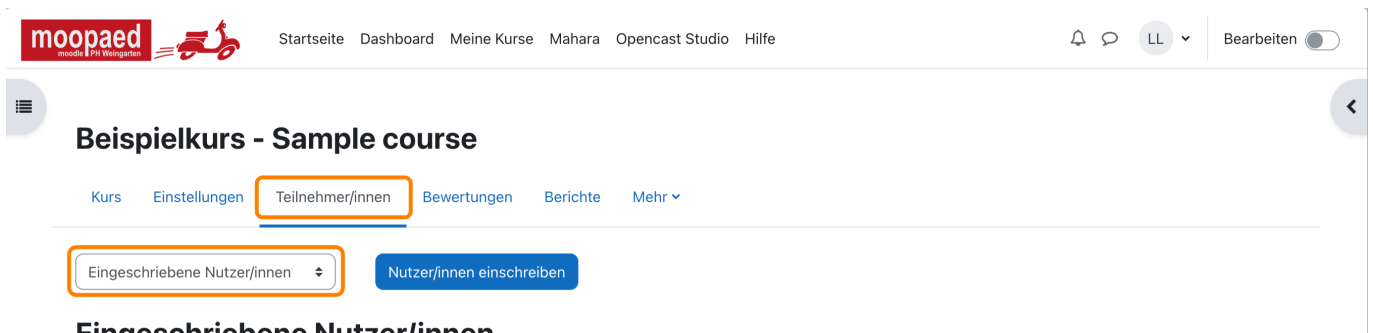 moopaed
moodle PH Weingarten
Startseite Dashboard Meine Kurse Mahara Opencast Studio Hilfe
LL
Bearbeiten
Beispielkurs - Sample course
Kurs Einstellungen Teilnehmer/innen Bewertungen Berichte Mehr
Eingeschriebene Nutzer/innen
Nutzer/innen einschreiben
Eingeschriebene Nutzer/innen